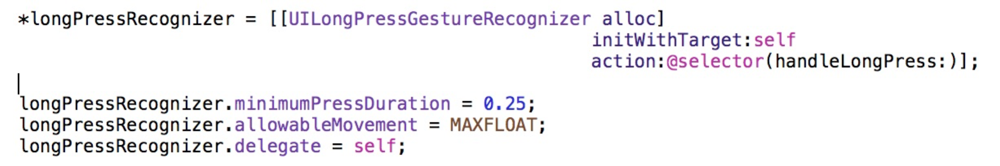 *longPressRecognizer = [[UILongPressGestureRecognizer alloc]
initWithTarget:self
action:@selector(handleLongPress:)];
longPressRecognizer.minimumPressDuration = 0.25;
longPressRecognizer.allowableMovement = MAXFLOAT;
longPressRecognizer.delegate = self;